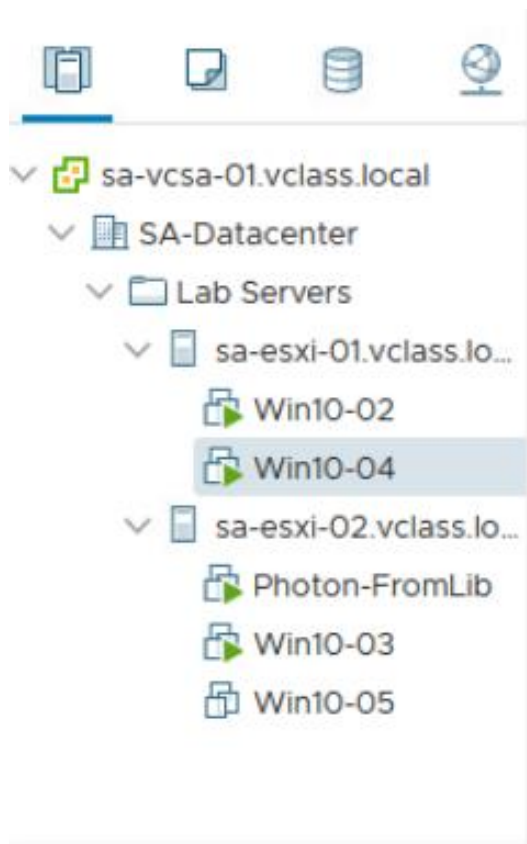 sa-vcsa-01.vclass.local
SA-Datacenter
Lab Servers
sa-esxi-01.vclass.lo...
Win10-02
Win10-04
sa-esxi-02.vclass.lo...
Photon-FromLib
Win10-03
Win10-05